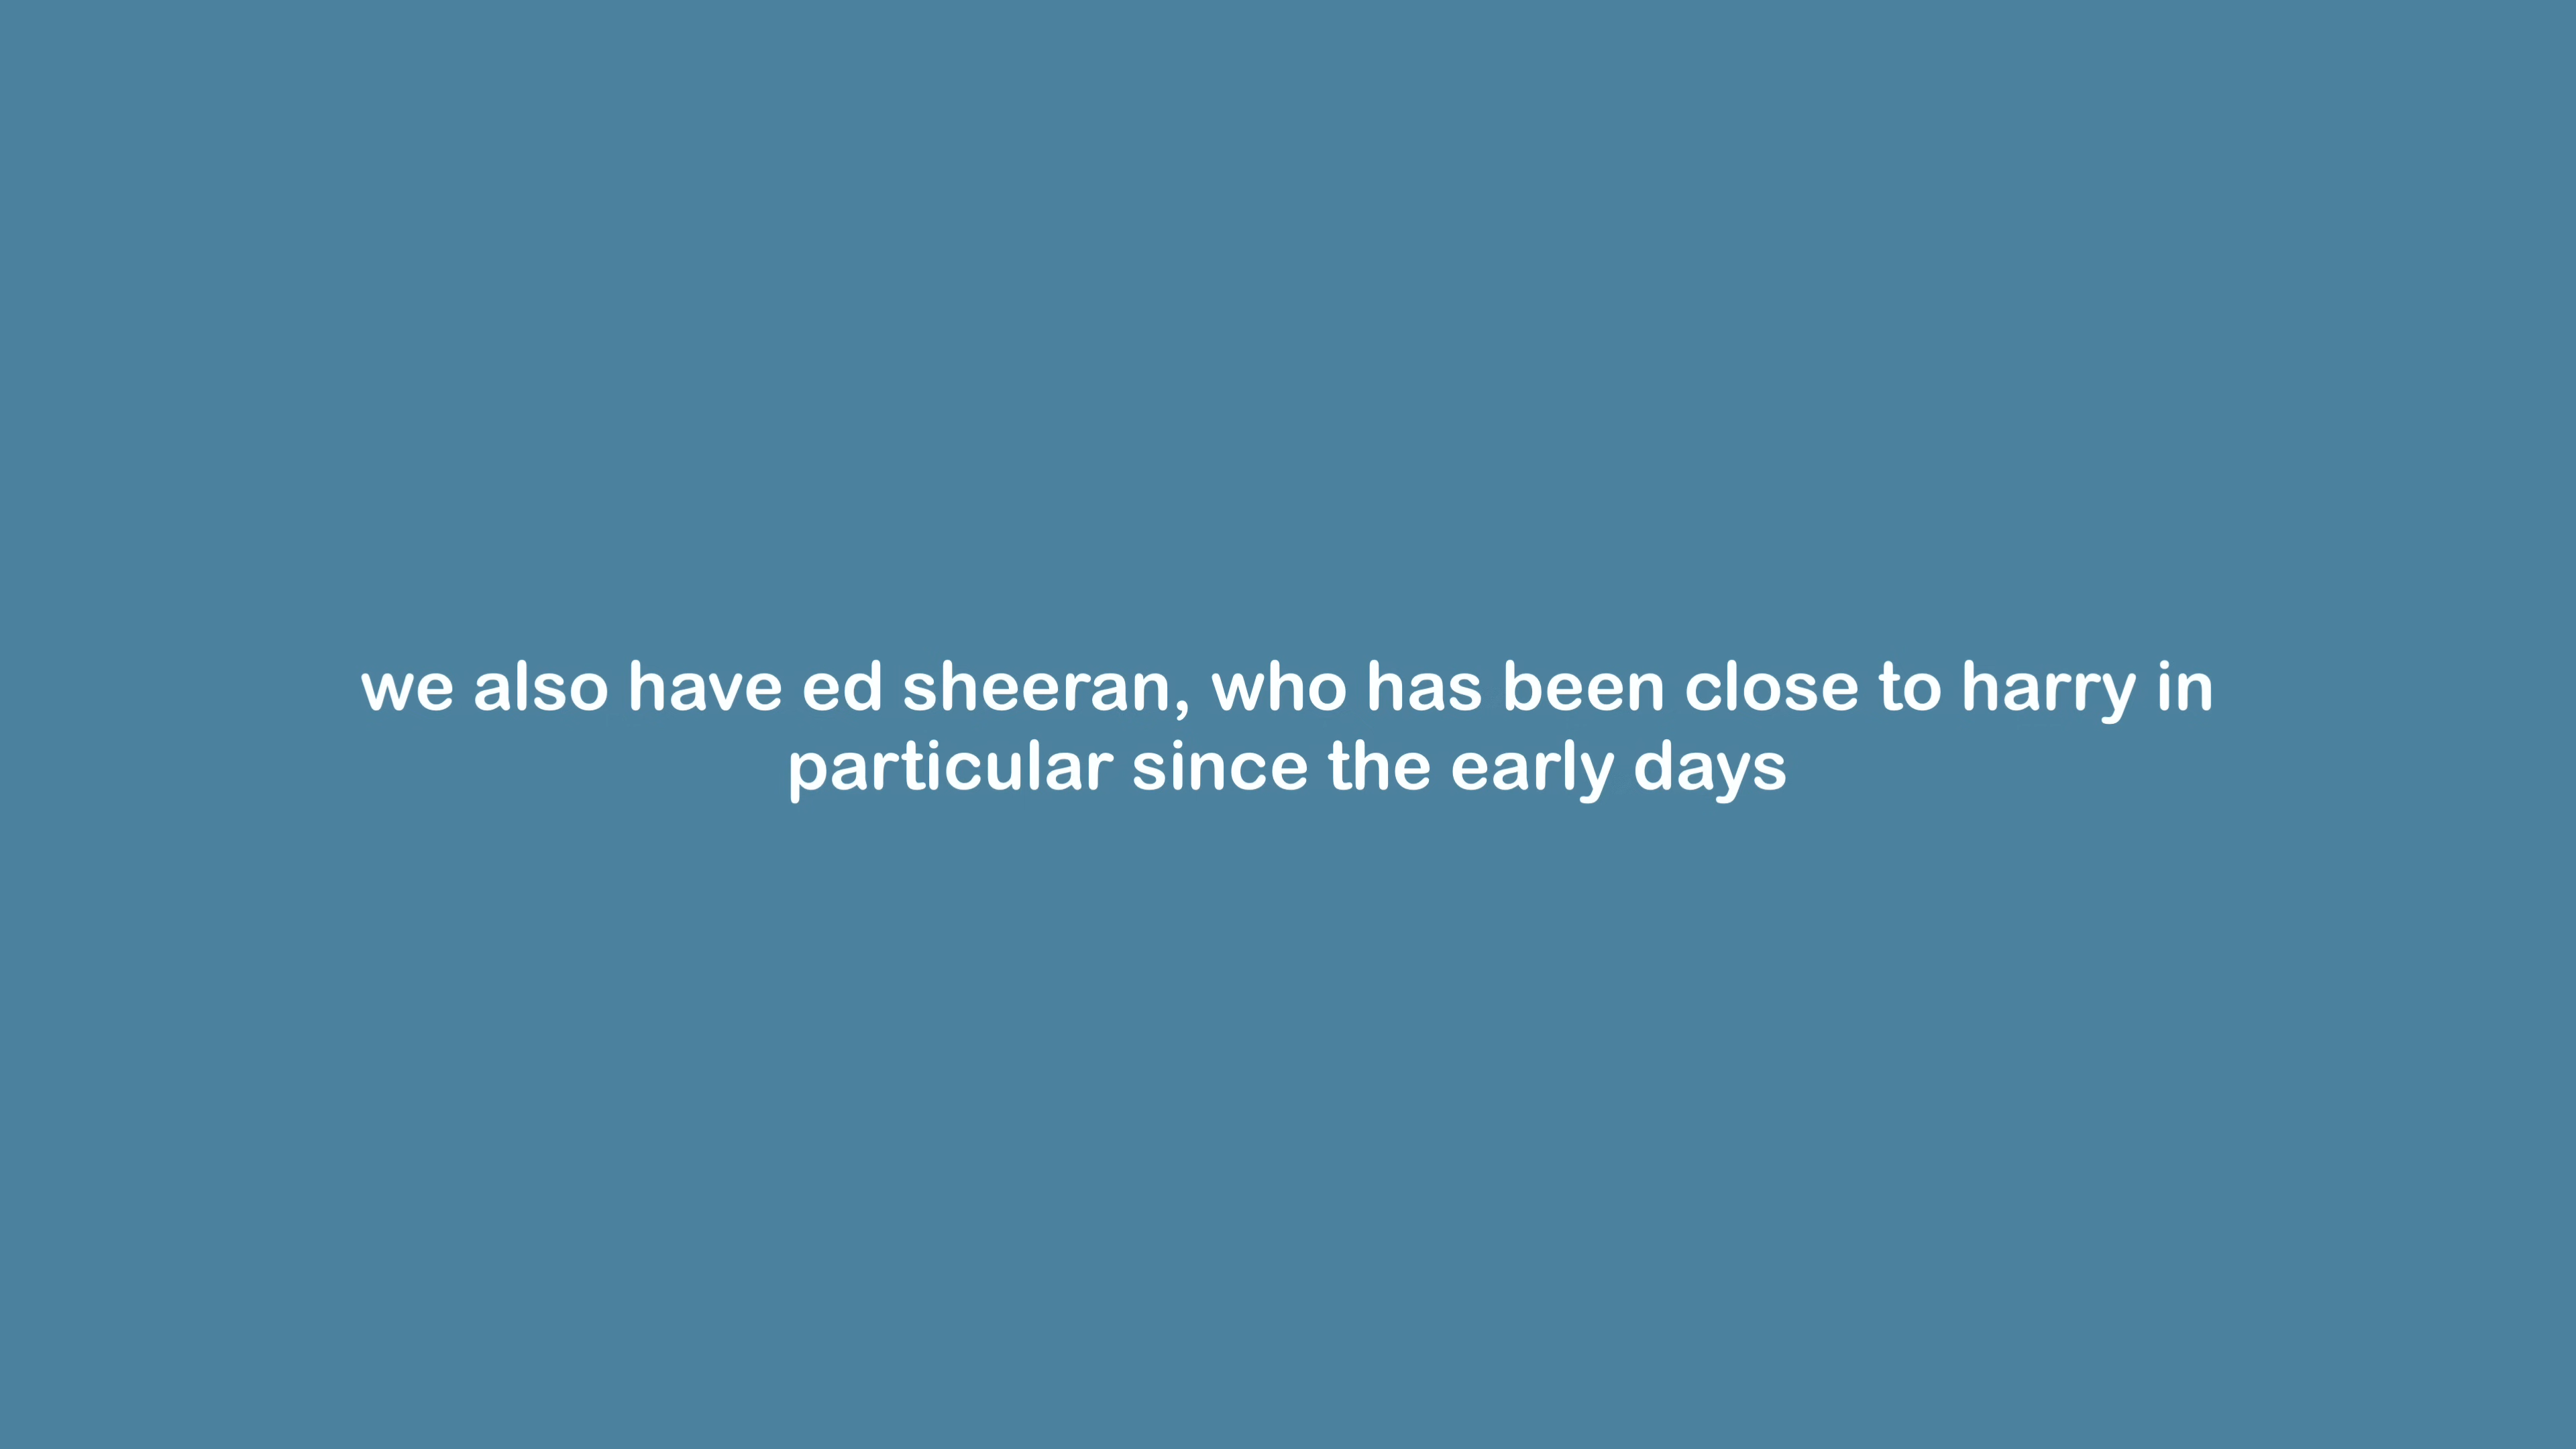 we also have ed sheeran, who has been close to harry in
particular since the early days